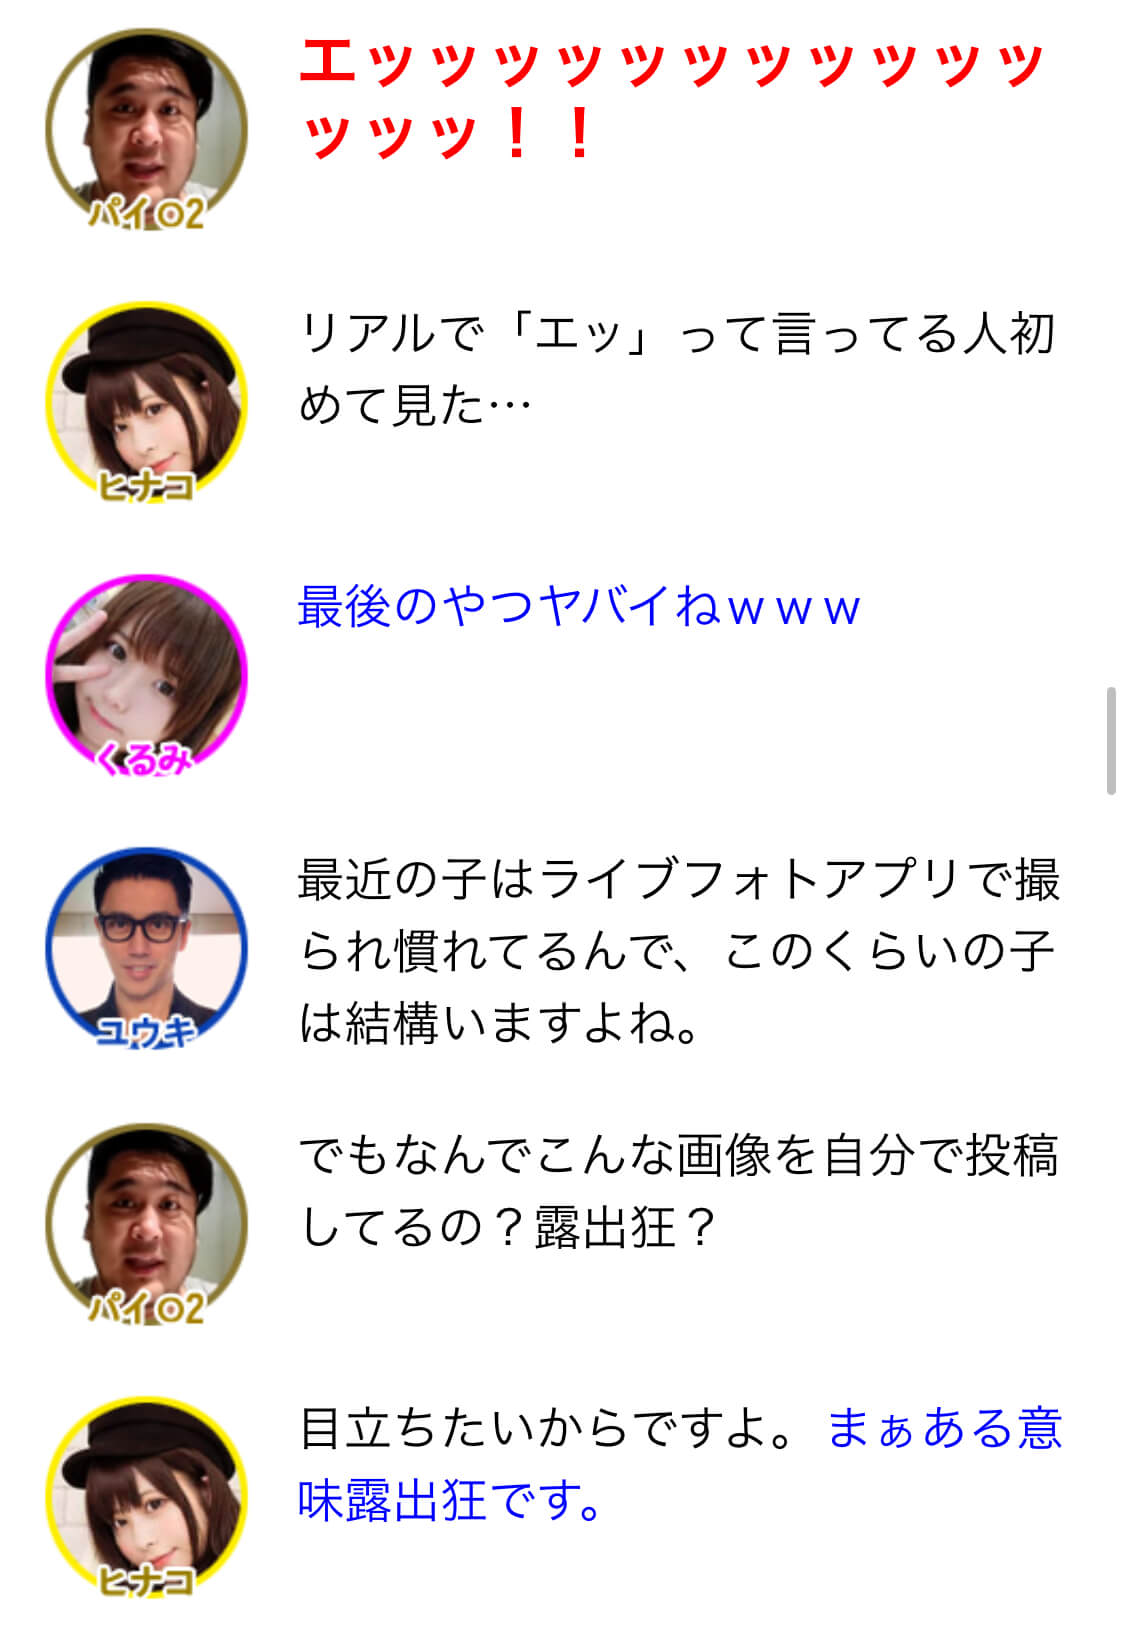 エッッッッッッッッッッッ
ッッッ！！
パイ〇2
リアルで「エッ」って言ってる人初
めて見た…
ヒナコ
最後のやつヤバイねｗｗｗ
くるみ
最近の子はライブフォトアプリで撮
られ慣れてるんで、このくらいの子
は結構いますよね。
ユウキ
でもなんでこんな画像を自分で投稿
してるの？露出狂？
パイ〇2
目立ちたいからですよ。まぁある意
味露出狂です。
ヒナコ